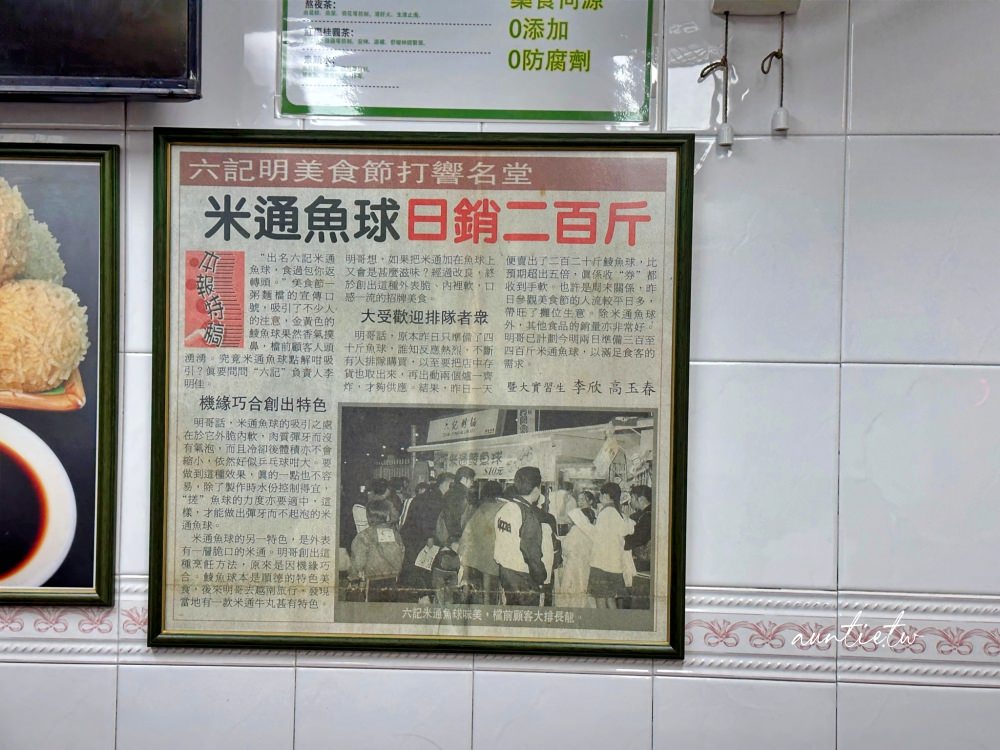 熬夜茶:
0添加
0防腐劑
六記明美食節打響名堂
米通魚球日銷二百斤
本報特稿
“出名六記米通
魚球,食過包你返
轉頭。”美食節一
粥麵檔的宣傳口
號,吸引了不少人
的注意,金黃色的
鯪魚球果然香氣撲
鼻,檔前顧客人頭
湧湧。究竟米通魚球點解咁吸
引?真要問問“六記”負責人李
明佳。
機緣巧合創出特色
明哥話,米通魚球的吸引之處
在於它外脆內軟,肉質彈牙而沒
有氣泡,而且冷卻後體積亦不會
縮小,依然好似乒乓球咁大。要
做到這種效果,真的一點也不容
易,除了製作時水份控制得宜,
“搓”魚球的力度亦要適中,這
樣,才能做出彈牙而不起泡的米
通魚球。
米通魚球的另一特色,是外表
有一層脆口的米通。明哥創出這
種烹飪方法,原來是因機緣巧
合。鯪魚球本是順德的特色美
食,後來明哥去越南旅行,發現
當地有一款米通牛丸甚有特色。
明哥想,如果把米通加在魚球上
又會是甚麼滋味?經過改良,終
於創出這種外表脆、內裡軟,口
感一流的招牌美食。
大受歡迎排隊者眾
明哥話,原本昨日只準備了四
十斤魚球,誰知反應熱烈,不斷
有人排隊購買,以至要把店中存
貨也取出來,再出動兩個爐一齊
炸,才夠供應。結果,昨日一天
便賣出了二百二十斤鯪魚球,比
預期超出五倍,真係收“券”都
收到手軟。也許是周末關係,昨
日參觀美食節的人流較平日多,
帶旺了攤位生意。除米通魚球
外,其他食品的銷量亦非常好。
明哥已計劃今明兩日準備三百至
四百斤米通魚球,以滿足食客的
需求。
暨大實習生 李欣 高玉春
六記米通魚球味美,檔前顧客大排長龍。
auntie.tw